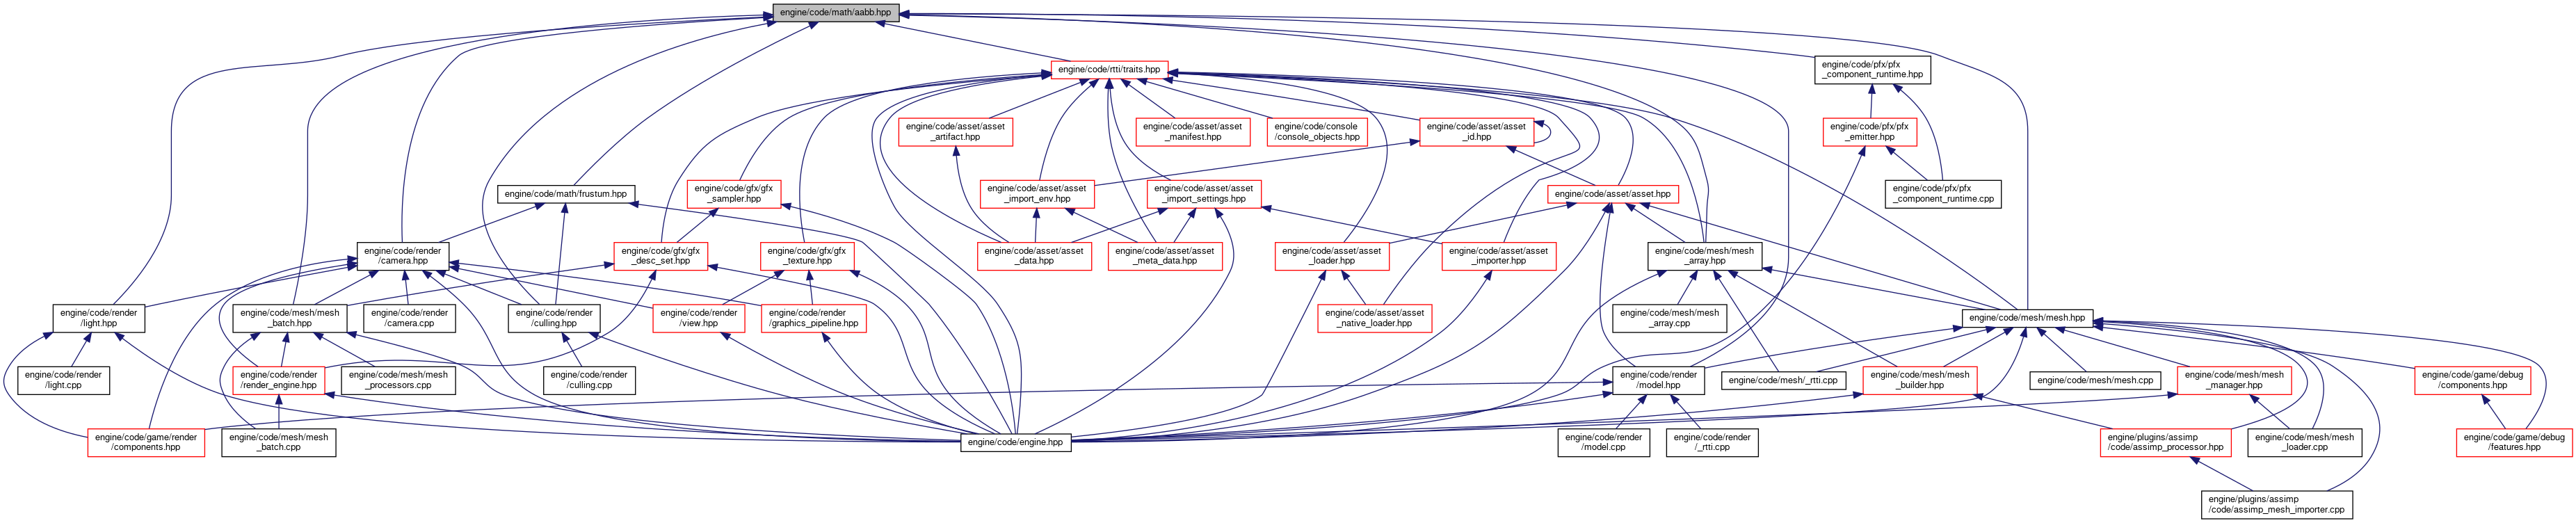 engine/code/math/aabb.hpp
engine/code/rtti/traits.hpp
engine/code/pfx/pfx
_component_runtime.hpp
engine/code/asset/asset
_artifact.hpp
engine/code/asset/asset
_manifest.hpp
engine/code/console
/console_objects.hpp
engine/code/asset/asset
_id.hpp
engine/code/pfx/pfx
_emitter.hpp
engine/code/math/frustum.hpp
engine/code/gfx/gfx
_sampler.hpp
engine/code/asset/asset
_import_env.hpp
engine/code/asset/asset
_import_settings.hpp
engine/code/asset/asset.hpp
engine/code/pfx/pfx
_component_runtime.cpp
engine/code/render
/camera.hpp
engine/code/gfx/gfx
_desc_set.hpp
engine/code/gfx/gfx
_texture.hpp
engine/code/asset/asset
_data.hpp
engine/code/asset/asset
_meta_data.hpp
engine/code/asset/asset
_loader.hpp
engine/code/asset/asset
_importer.hpp
engine/code/mesh/mesh
_array.hpp
engine/code/render
/light.hpp
engine/code/mesh/mesh
_batch.hpp
engine/code/render
/camera.cpp
engine/code/render
/culling.hpp
engine/code/render
/view.hpp
engine/code/render
/graphics_pipeline.hpp
engine/code/asset/asset
_native_loader.hpp
engine/code/mesh/mesh
_array.cpp
engine/code/mesh/mesh.hpp
engine/code/render
/light.cpp
engine/code/render
/render_engine.hpp
engine/code/mesh/mesh
_processors.cpp
engine/code/render
/culling.cpp
engine/code/render
/model.hpp
engine/code/mesh/_rtti.cpp
engine/code/mesh/mesh
_builder.hpp
engine/code/mesh/mesh.cpp
engine/code/mesh/mesh
_manager.hpp
engine/code/game/debug
/components.hpp
engine/code/game/render
/components.hpp
engine/code/mesh/mesh
_batch.cpp
engine/code/engine.hpp
engine/code/render
/model.cpp
engine/code/render
/_rtti.cpp
engine/plugins/assimp
/code/assimp_processor.hpp
engine/code/mesh/mesh
_loader.cpp
engine/code/game/debug
/features.hpp
engine/plugins/assimp
/code/assimp_mesh_importer.cpp